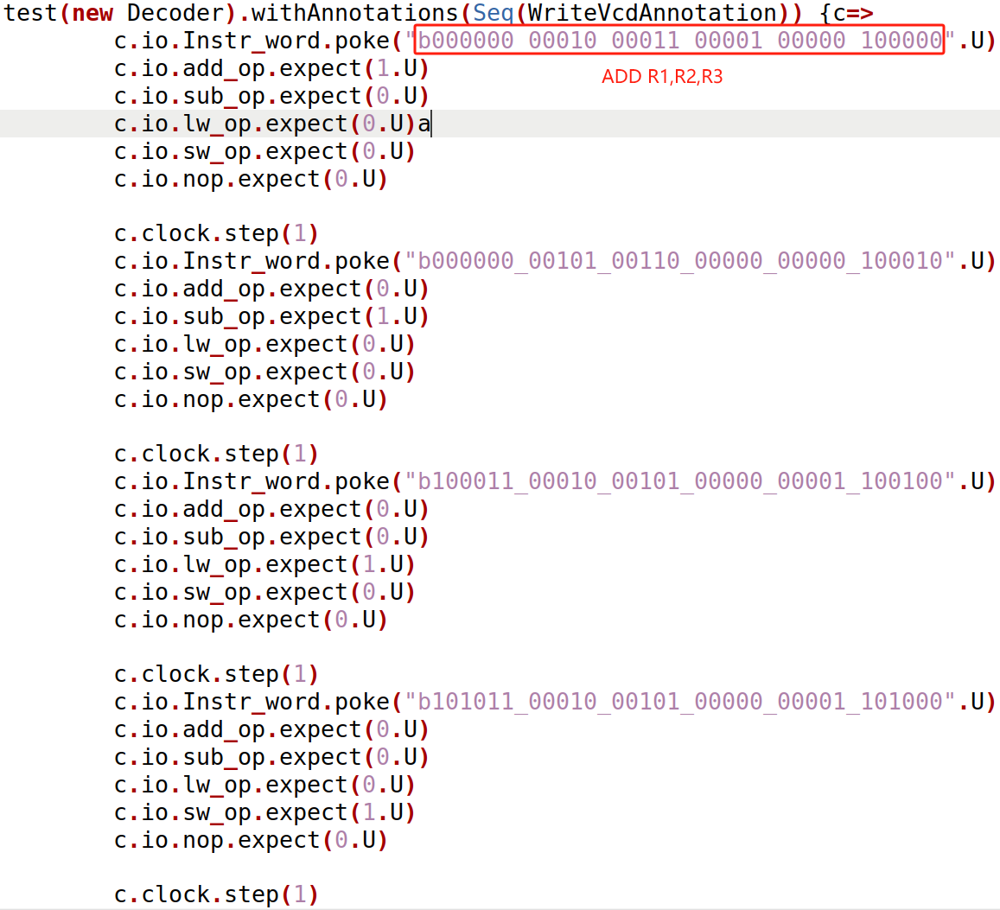 test(new Decoder).withAnnotations(Seq(WriteVcdAnnotation)) {c=>
c.io.Instr_word.poke("b000000_00010_00011_00001_00000_100000".U)
ADD R1,R2,R3
c.io.add_op.expect(1.U)
c.io.sub_op.expect(0.U)
c.io.lw_op.expect(0.U)a
c.io.sw_op.expect(0.U)
c.io.nop.expect(0.U)
c.clock.step(1)
c.io.Instr_word.poke("b000000_00101_00110_00000_00000_100010".U)
c.io.add_op.expect(0.U)
c.io.sub_op.expect(1.U)
c.io.lw_op.expect(0.U)
c.io.sw_op.expect(0.U)
c.io.nop.expect(0.U)
c.clock.step(1)
c.io.Instr_word.poke("b100011_00010_00101_00000_00001_100100".U)
c.io.add_op.expect(0.U)
c.io.sub_op.expect(0.U)
c.io.lw_op.expect(1.U)
c.io.sw_op.expect(0.U)
c.io.nop.expect(0.U)
c.clock.step(1)
c.io.Instr_word.poke("b101011_00010_00101_00000_00001_101000".U)
c.io.add_op.expect(0.U)
c.io.sub_op.expect(0.U)
c.io.lw_op.expect(0.U)
c.io.sw_op.expect(1.U)
c.io.nop.expect(0.U)
c.clock.step(1)